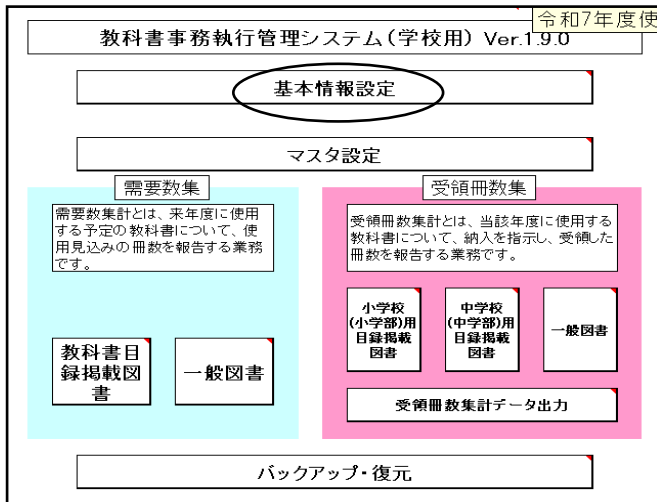 令和7年度使
教科書事務執行管理システム(学校用) Ver.1.9.0
基本情報設定
マスタ設定
需要数集
需要数集計とは、来年度に使用
する予定の教科書について、使
用見込みの冊数を報告する業務
です。
教科書目
録掲載図
書
一般図書
受領冊数集
受領冊数集計とは、当該年度に使用する
教科書について、納入を指示し、受領した
冊数を報告する業務です。
小学校
(小学部)用
目録掲載
図書
中学校
(中学部)用
目録掲載
図書
一般図書
受領冊数集計データ出力
バックアップ・復元